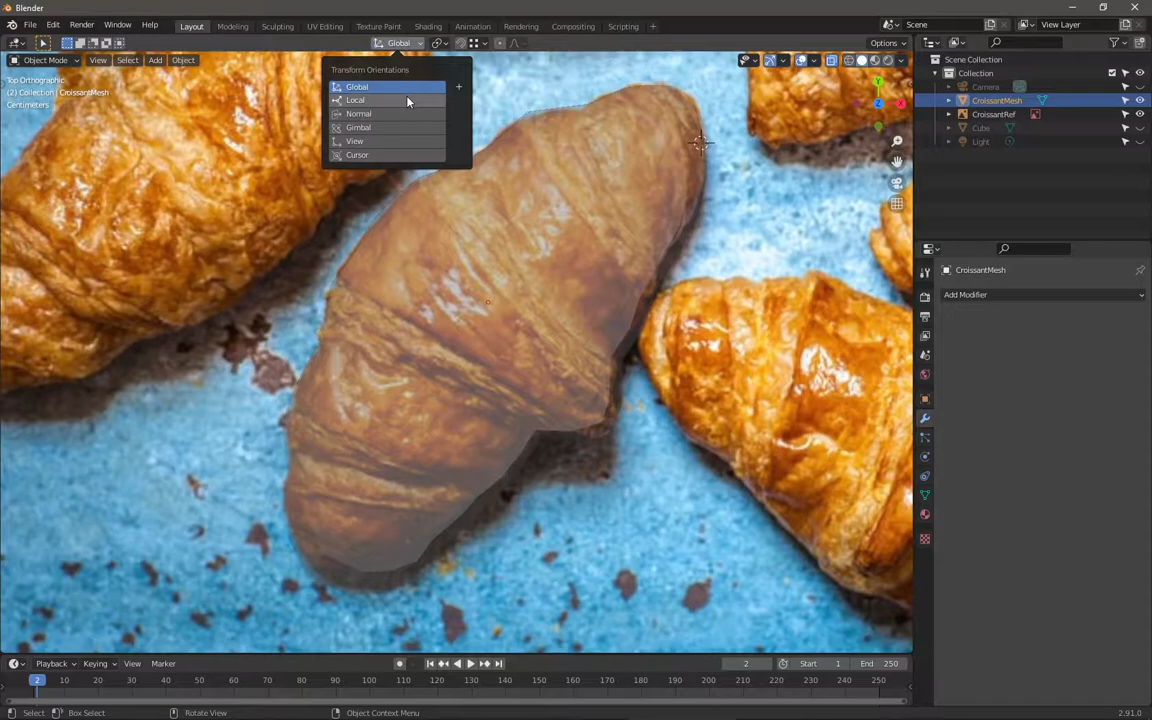 Blender
File Edit Render Window Help
Layout Modeling Sculpting UV Editing Texture Paint Shading Animation Rendering Compositing Scripting +
Scene
View Layer
Global
Options
Object Mode View Select Add Object
Transform Orientations
Global
Local
Normal
Gimbal
View
Cursor
Top Orthographic
(2) Collection | CroissantMesh
Centimeters
Y
Z
X
Scene Collection
Collection
Camera
CroissantMesh
CroissantRef
Cube
Light
CroissantMesh
Add Modifier
Playback Keying View Marker
2
Start 1
End 250
2 10 20 30 40 50 60 70 80 90 100 110 120 130 140 150 160 170 180 190 200 210 220 230 240 250
Select Box Select Rotate View Object Context Menu
2.91.0